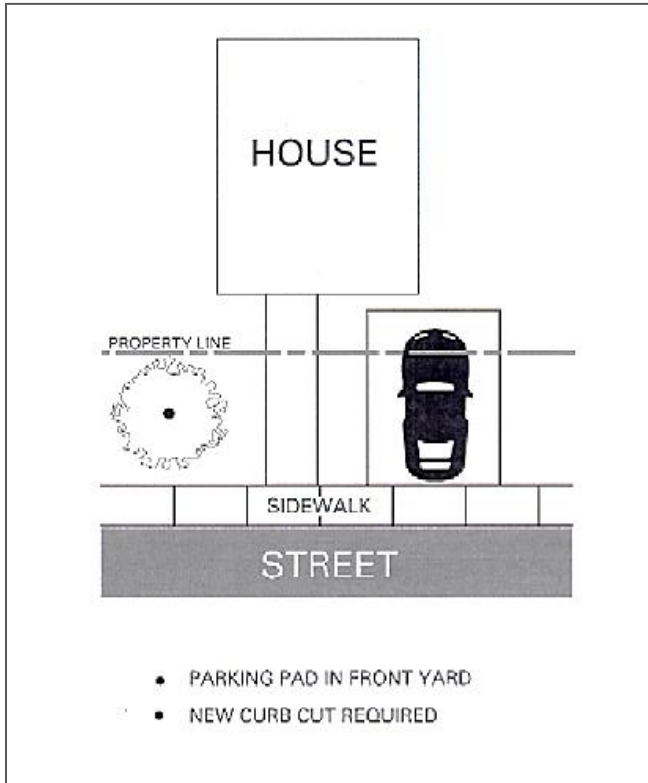 HOUSE
PROPERTY LINE
SIDEWALK
STREET
• PARKING PAD IN FRONT YARD
• NEW CURB CUT REQUIRED